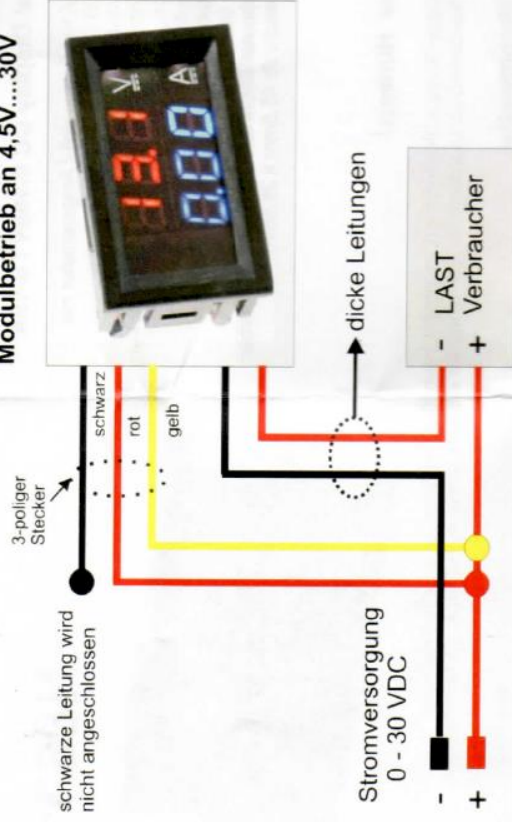 Modulbetrieb an 4,5V....30V
13.1 V
0.00 A
3-poliger
Stecker
schwarz
rot
gelb
schwarze Leitung wird
nicht angeschlossen
dicke Leitungen
Stromversorgung
0 - 30 VDC
-
+
- LAST
+ Verbraucher